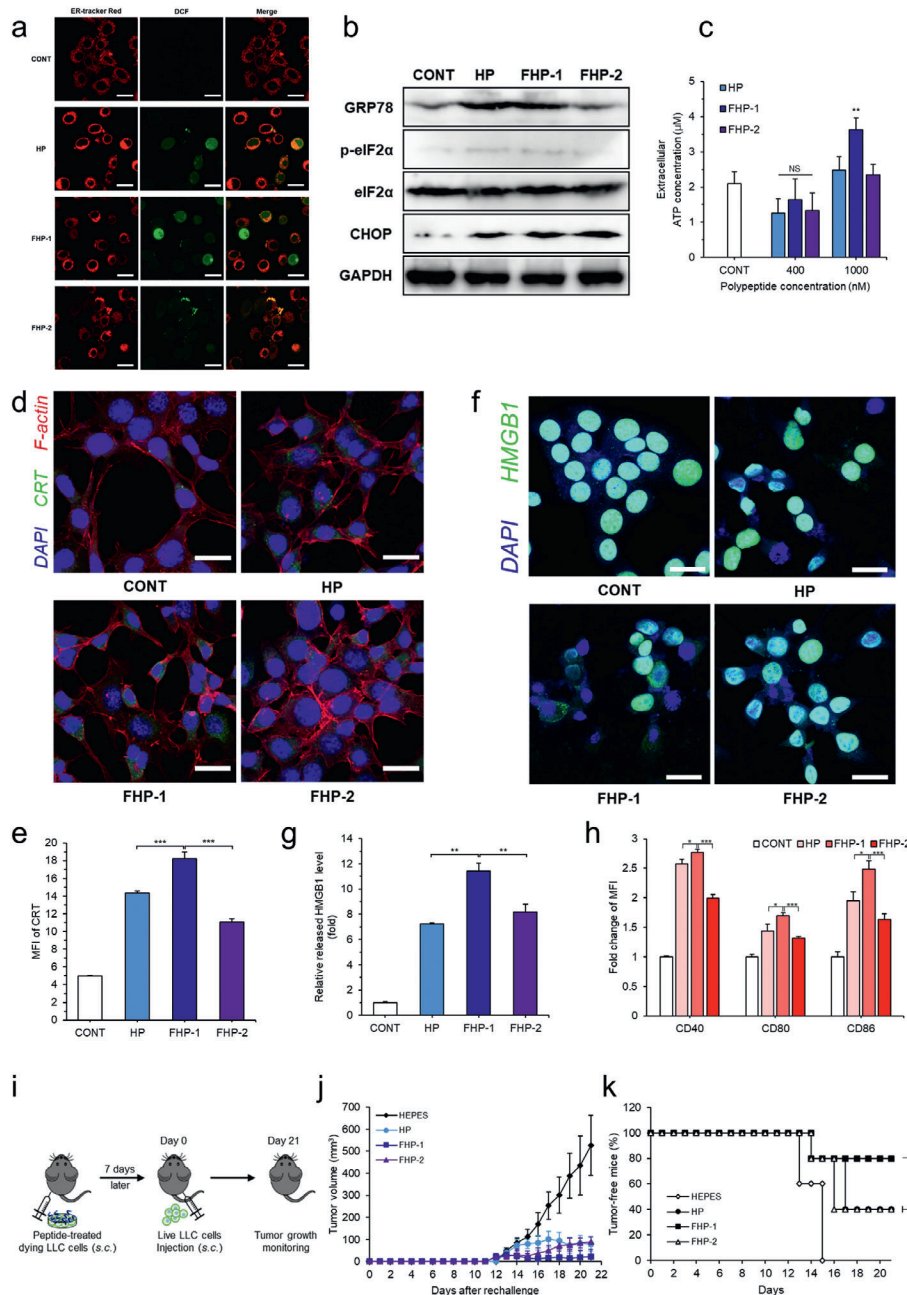 a
ER-tracker Red DCF Merge
CONT
HP
FHP-1
FHP-2
b
CONT HP FHP-1 FHP-2
GRP78
p-eIF2α
eIF2α
CHOP
GAPDH
c
HP
FHP-1
FHP-2
Extracellular
ATP concentration (μM)
5
4
3
2
1
0
NS
**
CONT 400 1000
Polypeptide concentration (nM)
d
DAPI CRT F-actin
CONT HP
FHP-1 FHP-2
f
DAPI HMGB1
CONT HP
FHP-1 FHP-2
e
MFI of CRT
20
18
16
14
12
10
8
6
4
2
0
*** ***
CONT HP FHP-1 FHP-2
g
Relative released HMGB1 level
(fold)
14
12
10
8
6
4
2
0
** **
CONT HP FHP-1 FHP-2
h
CONT HP FHP-1 FHP-2
Fold change of MFI
3
2.5
2
1.5
1
0.5
0
* ***
* ***
* ***
CD40 CD80 CD86
i
Day 0 Day 21
7 days
later
Peptide-treated
dying LLC cells (s.c.)
Live LLC cells
Injection (s.c.)
Tumor growth
monitoring
j
Tumor volume (mm³)
700
600
500
400
300
200
100
0
HEPES
HP
FHP-1
FHP-2
0 2 4 6 8 10 12 14 16 18 20 22
Days after rechallenge
k
Tumor-free mice (%)
120
100
80
60
40
20
0
HEPES
HP
FHP-1
FHP-2
0 2 4 6 8 10 12 14 16 18 20
Days